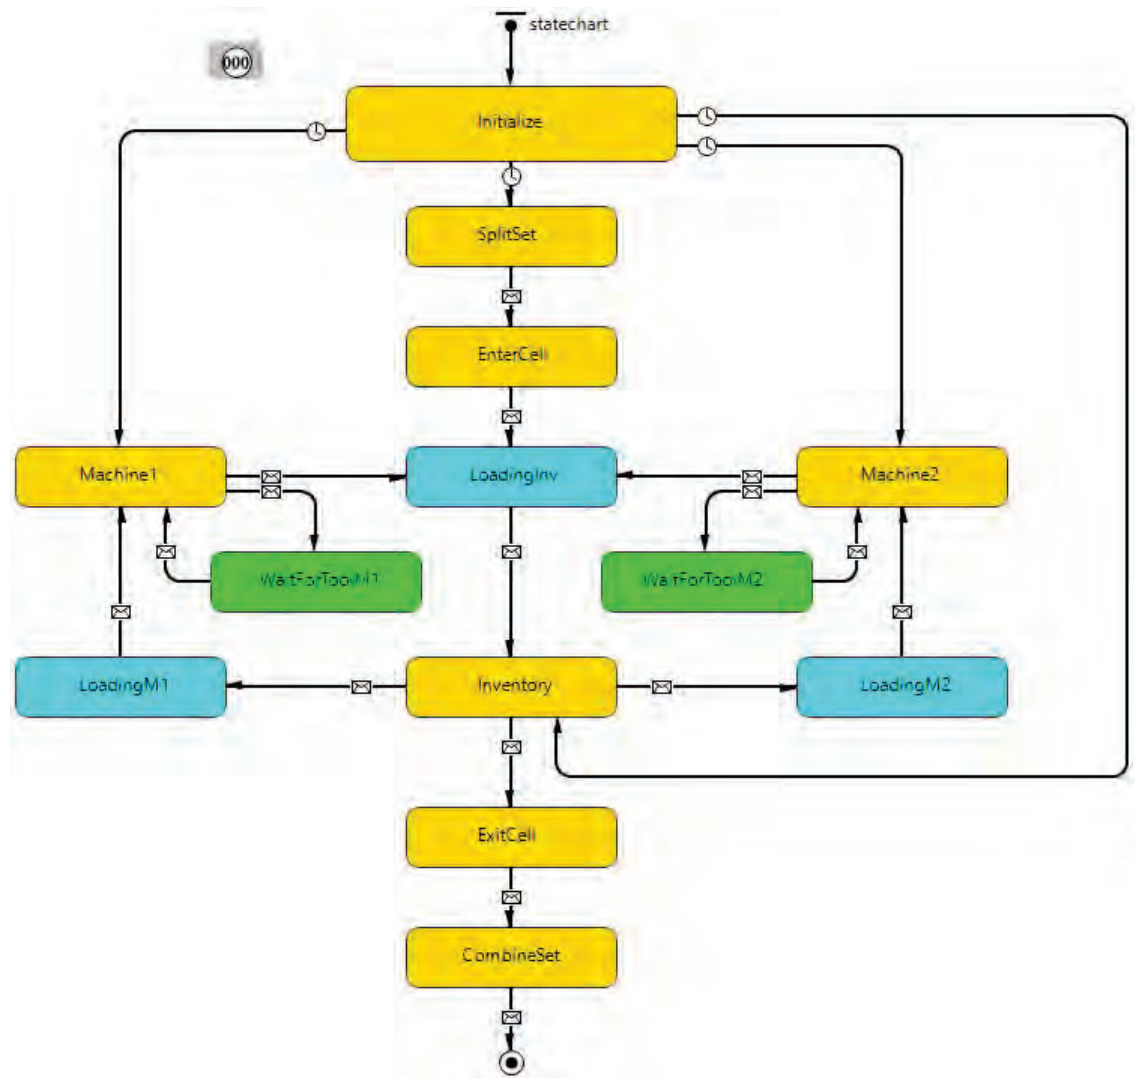 statechart
000
Initialize
SplitSet
EnterCell
Machine1
LoadingInv
Machine2
WaitForToolM1
WaitForToolM2
LoadingM1
Inventory
LoadingM2
ExitCell
CombineSet